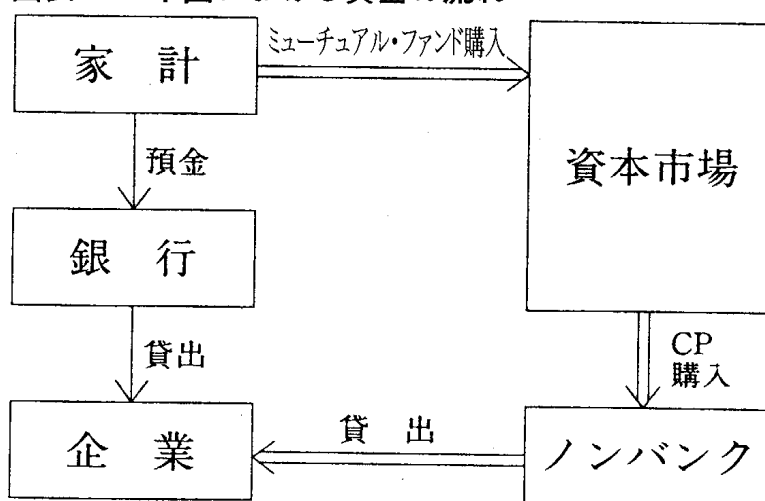 ミューチュアル・ファンド購入
家 計
資本市場
預金
銀 行
貸出
CP
購入
企 業
貸 出
ノンバンク